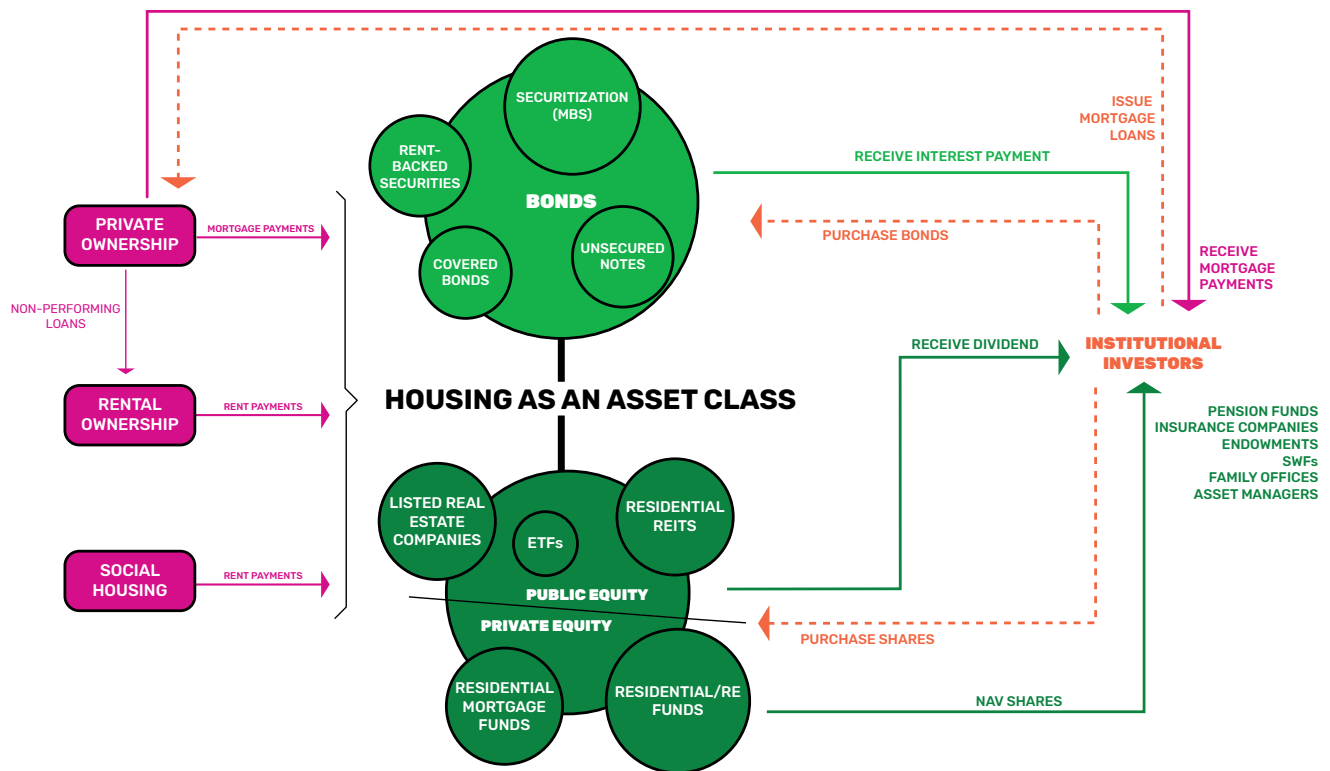 ISSUE
MORTGAGE
LOANS
SECURITIZATION
(MBS)
RENT-
BACKED
SECURITIES
BONDS
COVERED
BONDS
UNSECURED
NOTES
RECEIVE INTEREST PAYMENT
PURCHASE BONDS
RECEIVE
MORTGAGE
PAYMENTS
PRIVATE
OWNERSHIP
MORTGAGE PAYMENTS
NON-PERFORMING
LOANS
RENTAL
OWNERSHIP
RENT PAYMENTS
SOCIAL
HOUSING
RENT PAYMENTS
HOUSING AS AN ASSET CLASS
RECEIVE DIVIDEND
INSTITUTIONAL
INVESTORS
PENSION FUNDS
INSURANCE COMPANIES
ENDOWMENTS
SWFs
FAMILY OFFICES
ASSET MANAGERS
LISTED REAL
ESTATE
COMPANIES
ETFs
RESIDENTIAL
REITS
PUBLIC EQUITY
PRIVATE EQUITY
PURCHASE SHARES
RESIDENTIAL
MORTGAGE
FUNDS
RESIDENTIAL/RE
FUNDS
NAV SHARES